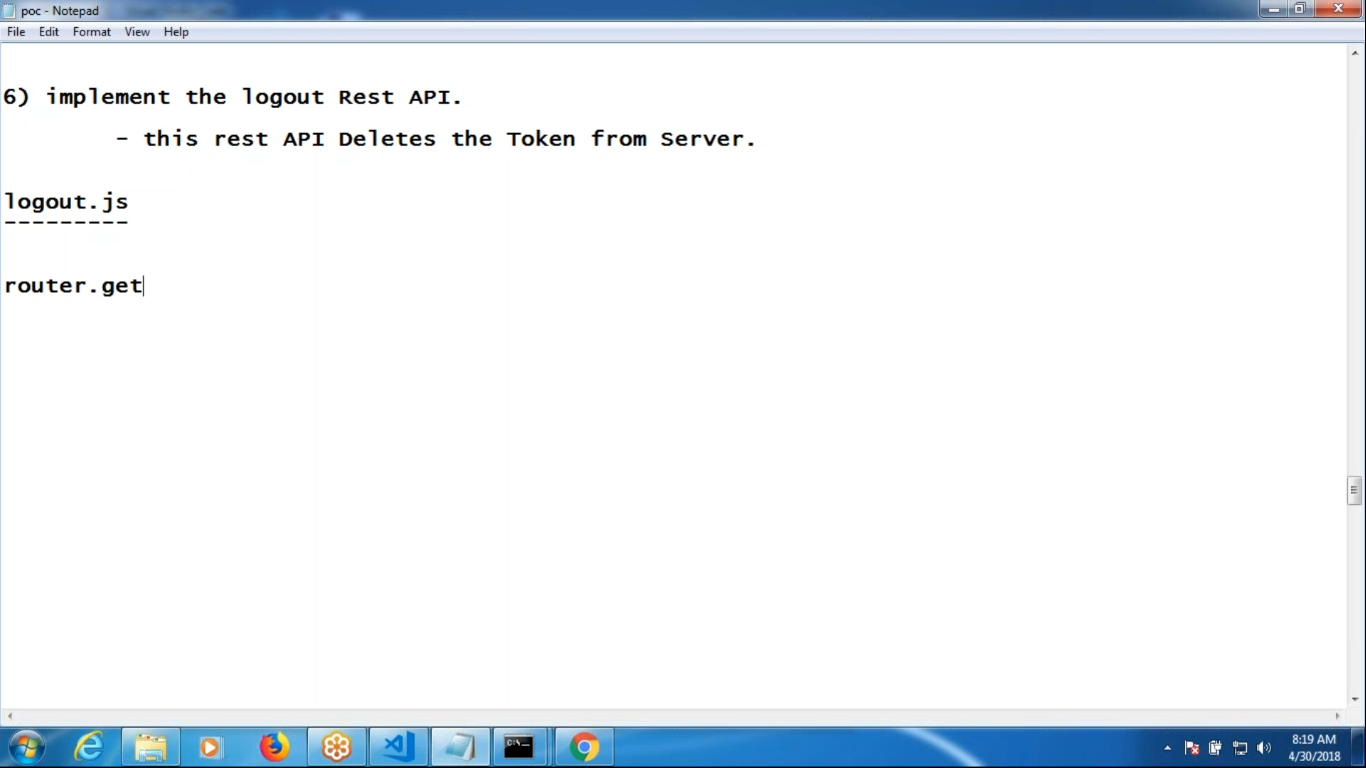 poc - Notepad
File Edit Format View Help
6) implement the logout Rest API.
- this rest API Deletes the Token from Server.
logout.js
---------
router.get
C:\_
8:19 AM
4/30/2018